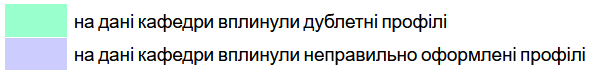 на дані кафедри вплинули дублетні профілі
на дані кафедри вплинули неправильно оформлені профілі